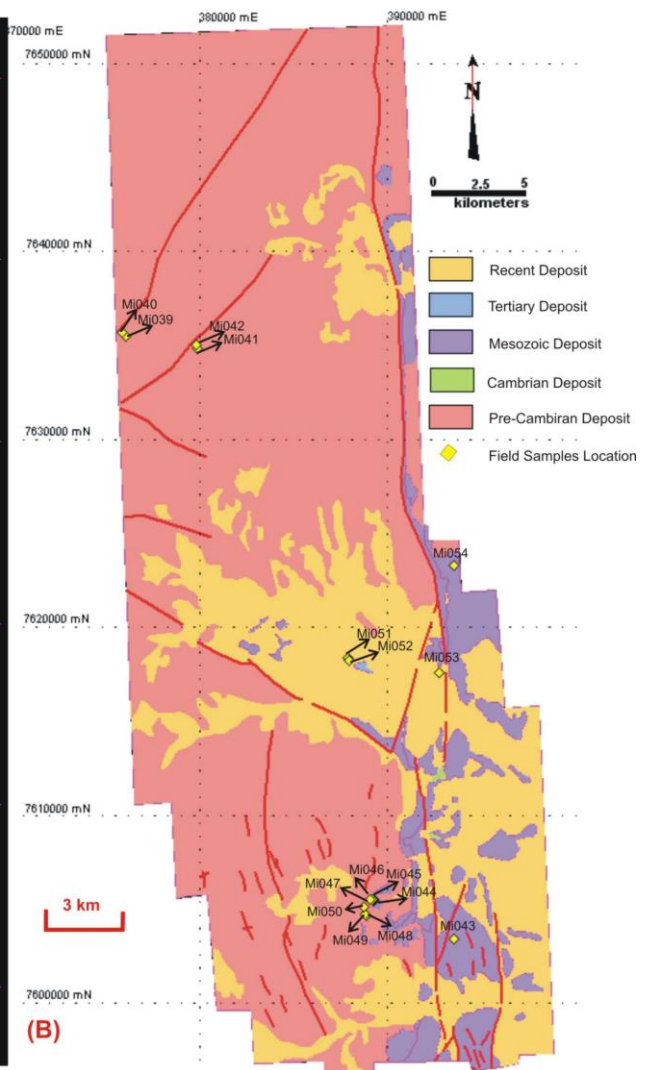 380000 mE
390000 mE
370000 mE
7650000 mN
N
0 2.5 5
kilometers
7640000 mN
Recent Deposit
Tertiary Deposit
Mesozoic Deposit
Cambrian Deposit
Pre-Cambiran Deposit
Field Samples Location
Mi040
Mi039
Mi042
Mi041
7630000 mN
Mi054
7620000 mN
Mi051
Mi052
Mi053
7610000 mN
Mi046
Mi045
Mi047
Mi044
Mi050
Mi049
Mi048
Mi043
3 km
7600000 mN
(B)